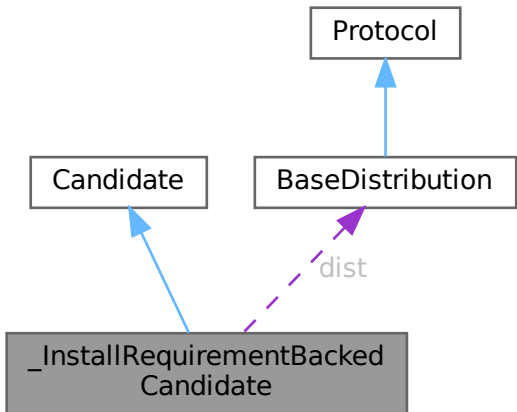 Protocol
Candidate
BaseDistribution
dist
_InstallRequirementBacked
Candidate